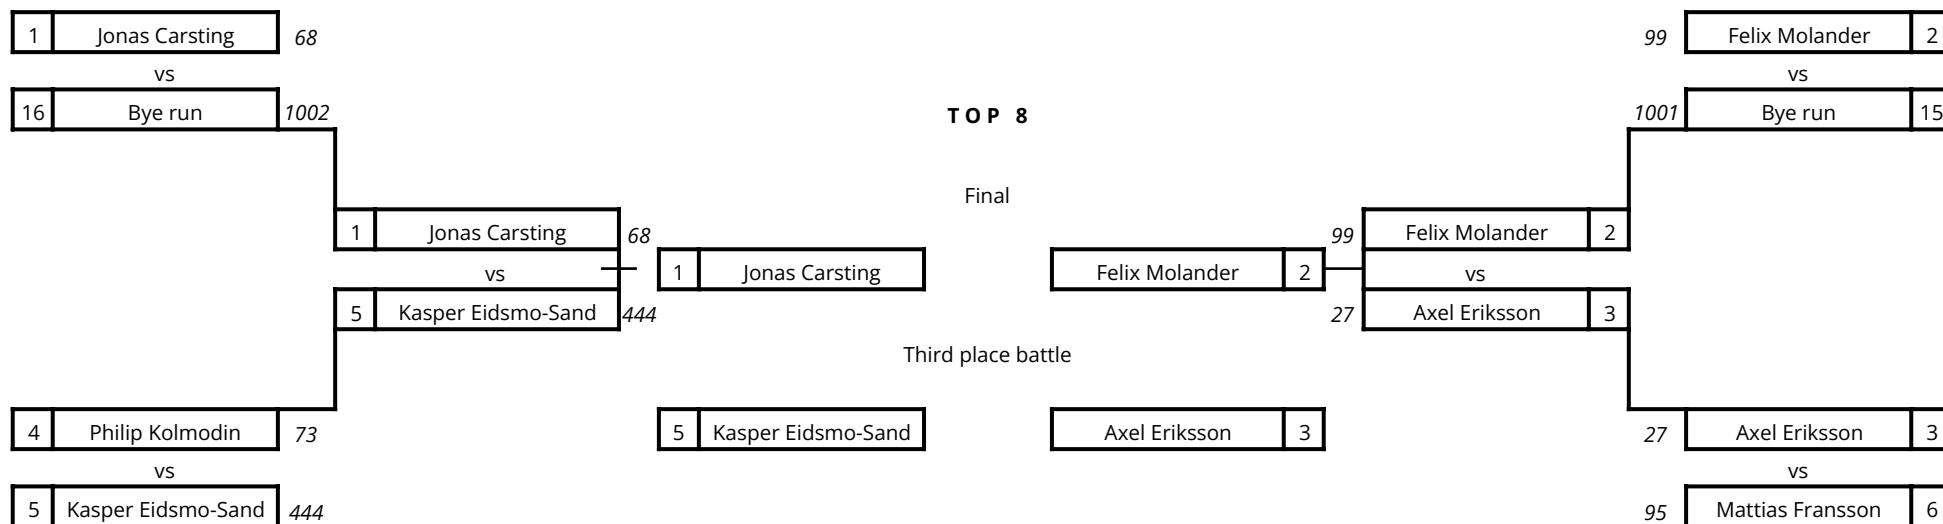 1 Jonas Carsting 68 99 Felix Molander 2
vs vs
16 Bye run 1002 TOP 8 1001 Bye run 15
Final
1 Jonas Carsting 68 99 Felix Molander 2
vs 1 Jonas Carsting Felix Molander 2 vs
5 Kasper Eidsmo-Sand 444 27 Axel Eriksson 3
Third place battle
4 Philip Kolmodin 73 5 Kasper Eidsmo-Sand Axel Eriksson 3 27 Axel Eriksson 3
vs vs
5 Kasper Eidsmo-Sand 444 95 Mattias Fransson 6